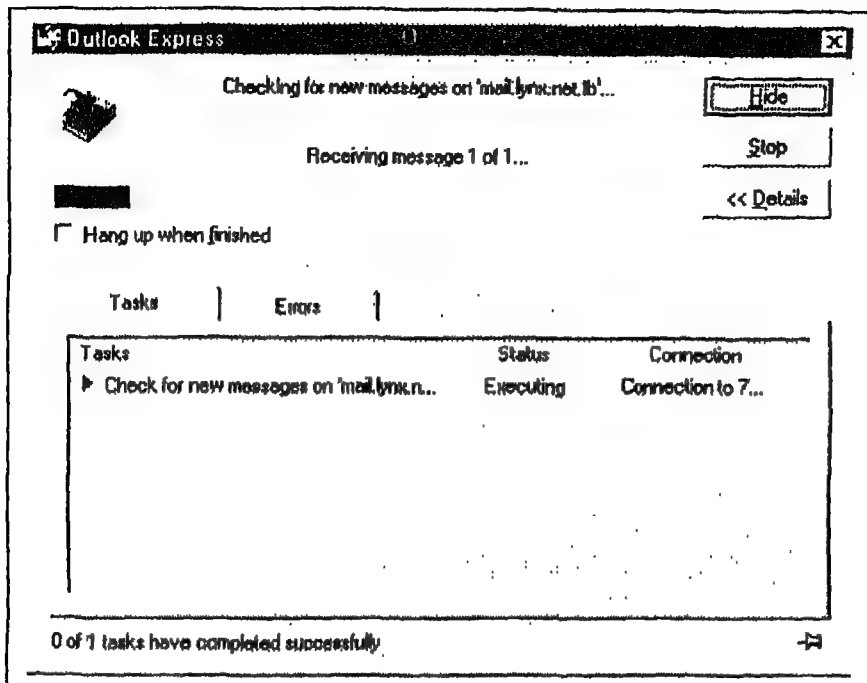 Outlook Express
Checking for new messages on 'mail.lynx.net.lb'...
Hide
Receiving message 1 of 1...
Stop
<< Details
Hang up when finished
Tasks
Errors
Tasks Status Connection
Check for new messages on 'mail.lynx.n... Executing Connection to 7...
0 of 1 tasks have completed successfully